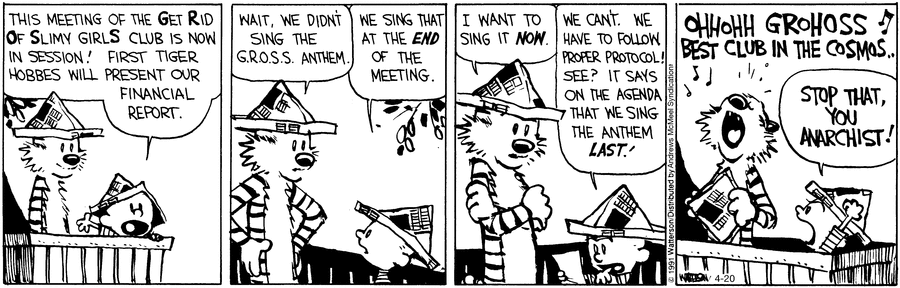 THIS MEETING OF THE GET RID
OF SLIMY GIRLS CLUB IS NOW
IN SESSION! FIRST TIGER
HOBBES WILL PRESENT OUR
FINANCIAL
REPORT.
WAIT, WE DIDN'T
SING THE
G.R.O.S.S. ANTHEM.
WE SING THAT
AT THE END
OF THE
MEETING.
I WANT TO
SING IT NOW.
WE CAN'T. WE
HAVE TO FOLLOW
PROPER PROTOCOL!
SEE? IT SAYS
ON THE AGENDA
THAT WE SING
THE ANTHEM
LAST!
© 1991 Watterson/Distributed by Andrews McMeel Syndication
OHHOHH GROHOSS ♫
BEST CLUB IN THE COSMOS..
STOP THAT,
YOU
ANARCHIST!
WATTERSON 4-20